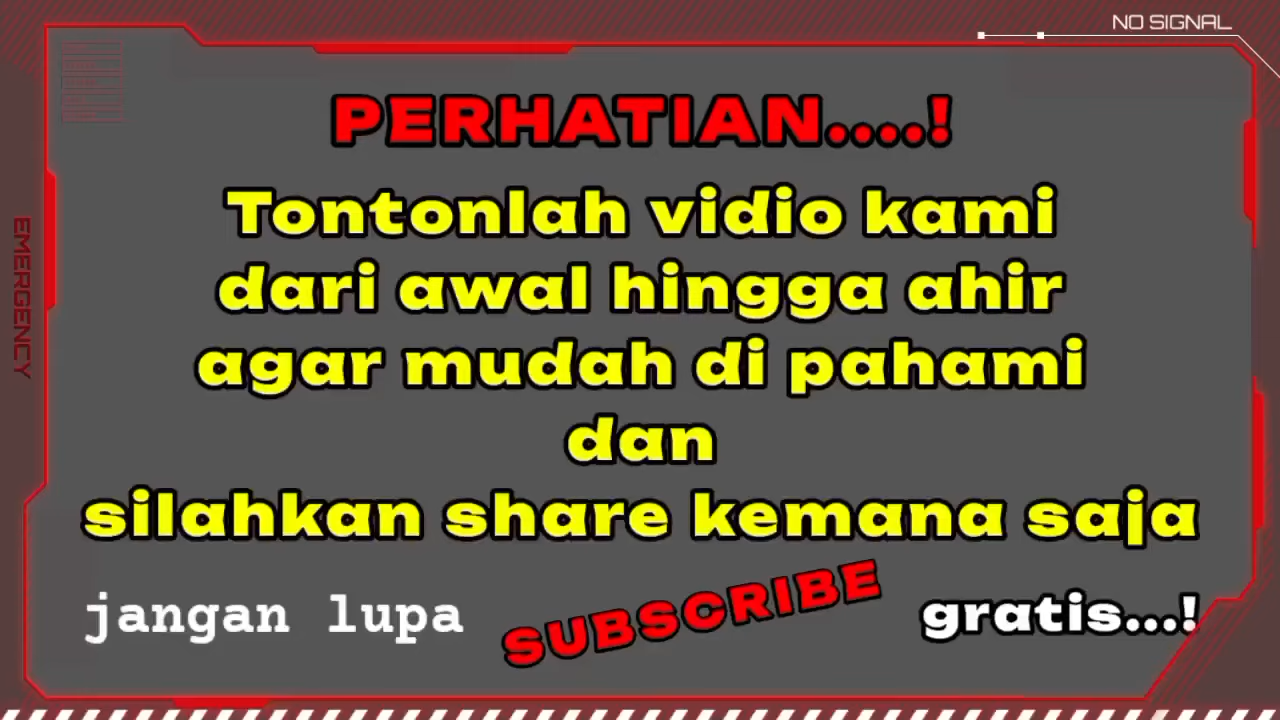 NO SIGNAL
EMERGENCY
PERHATIAN....!
Tontonlah vidio kami
dari awal hingga ahir
agar mudah di pahami
dan
silahkan share kemana saja
jangan lupa SUBSCRIBE gratis...!